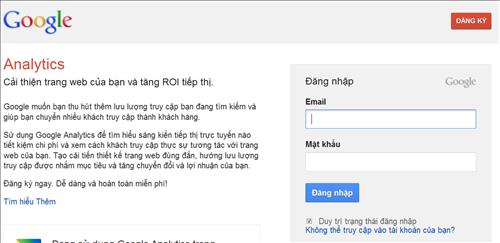 Google
ĐĂNG KÝ
Analytics
Cải thiện trang web của bạn và tăng ROI tiếp thị.
Google muốn bạn thu hút thêm lưu lượng truy cập bạn đang tìm kiếm và
giúp bạn chuyển nhiều khách truy cập thành khách hàng.
Sử dụng Google Analytics để tìm hiểu sáng kiến tiếp thị trực tuyến nào
tiết kiệm chi phí và xem cách khách truy cập thực sự tương tác với trang
web của bạn. Tạo cải tiến thiết kế trang web đúng đắn, hướng lưu lượng
truy cập được nhắm mục tiêu và tăng chuyển đổi và lợi nhuận của bạn.
Đăng ký ngay. Dễ dàng và hoàn toàn miễn phí!
Tìm hiểu Thêm
Đang sử dụng Google Analytics trong
Đăng nhập
Google
Email
Mật khẩu
Đăng nhập
Duy trì trạng thái đăng nhập
Không thể truy cập vào tài khoản của bạn?